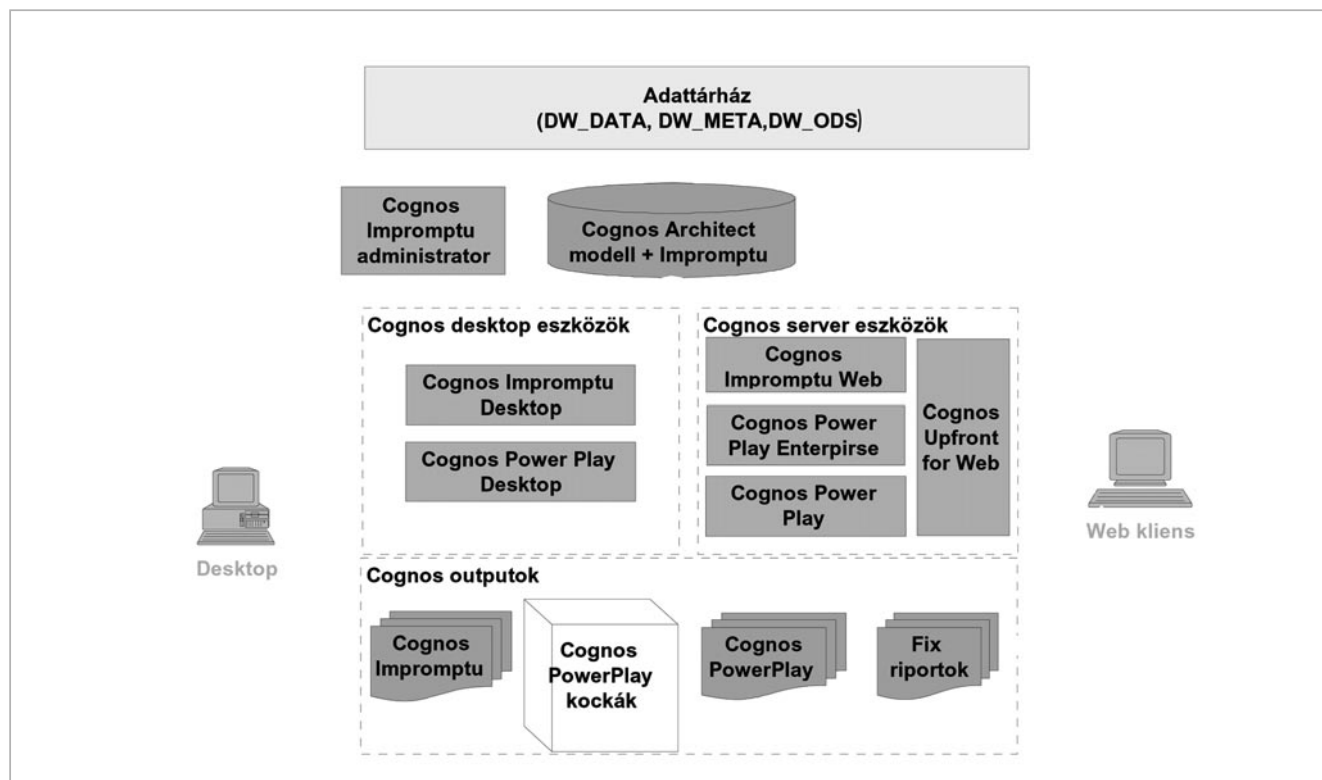 Adattárház
(DW_DATA, DW_META,DW_ODS)
Cognos
Impromptu
administrator
Cognos Architect
modell + Impromptu
Cognos desktop eszközök
Cognos Impromptu
Desktop
Cognos Power Play
Desktop
Cognos server eszközök
Cognos
Impromptu Web
Cognos Power
Play Enterpirse
Cognos Power
Play
Cognos
Upfront
for Web
Desktop
Web kliens
Cognos outputok
Cognos
Impromptu
Cognos
PowerPlay
kockák
Cognos
PowerPlay
Fix
riportok